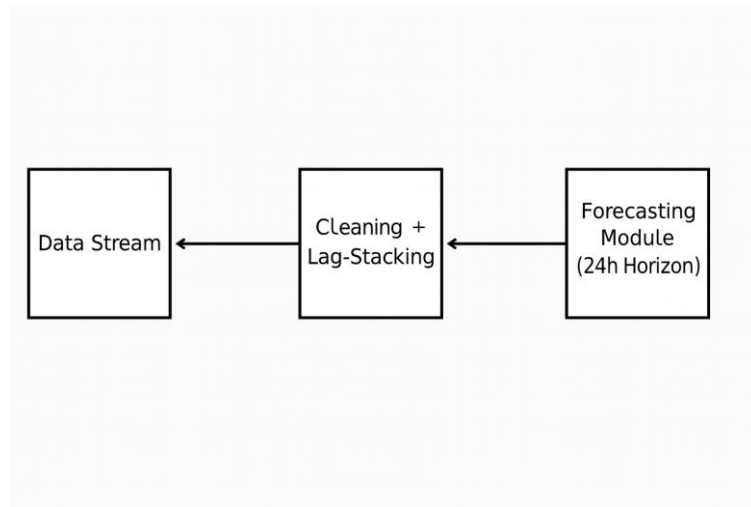 Data Stream
Cleaning +
Lag-Stacking
Forecasting
Module
(24h Horizon)